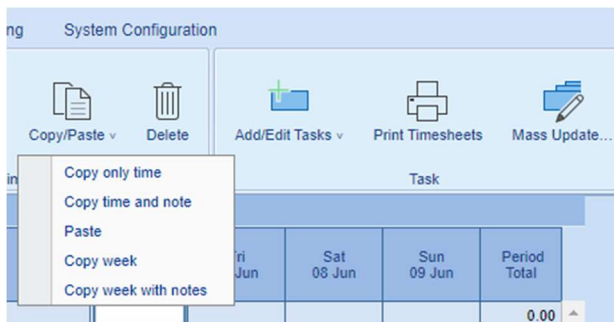 ng System Configuration
Copy/Paste v Delete Add/Edit Tasks v Print Timesheets Mass Update...
in Task
Copy only time
Copy time and note
Paste
Copy week
Copy week with notes
ri Sat Sun Period
Jun 08 Jun 09 Jun Total
0.00